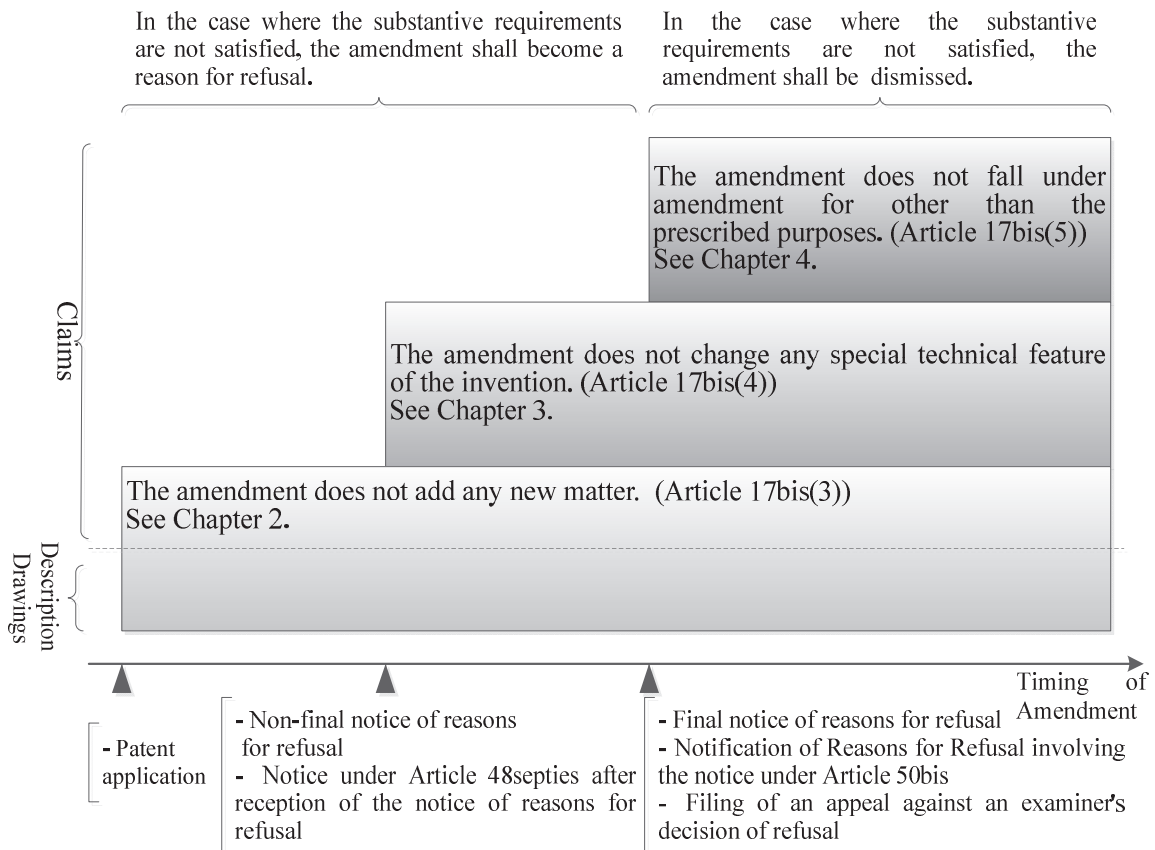 In the case where the substantive requirements
are not satisfied, the amendment shall become a
reason for refusal.
In the case where the substantive
requirements are not satisfied, the
amendment shall be dismissed.
The amendment does not fall under
amendment for other than the
prescribed purposes. (Article 17bis(5))
See Chapter 4.
Claims
The amendment does not change any special technical feature
of the invention. (Article 17bis(4))
See Chapter 3.
The amendment does not add any new matter. (Article 17bis(3))
See Chapter 2.
Description
Drawings
Timing of
Amendment
- Patent
application
- Non-final notice of reasons
for refusal
- Notice under Article 48septies after
reception of the notice of reasons for
refusal
- Final notice of reasons for refusal
- Notification of Reasons for Refusal involving
the notice under Article 50bis
- Filing of an appeal against an examiner's
decision of refusal